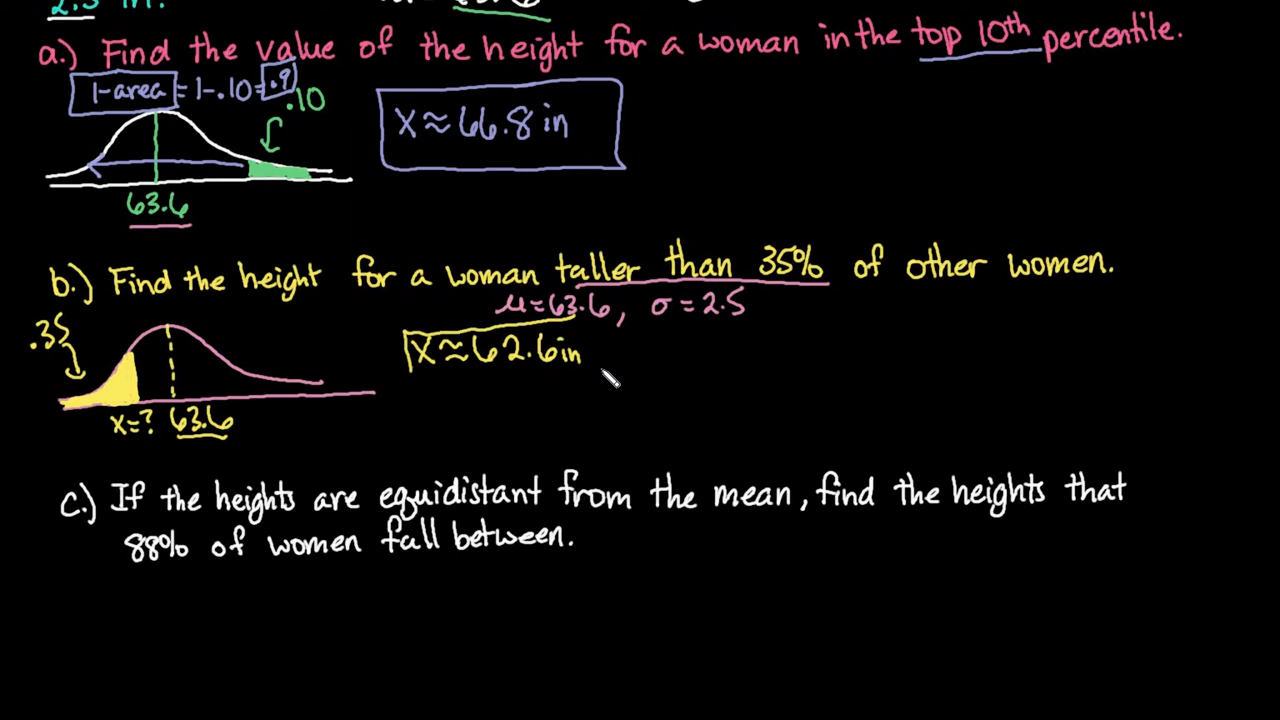 2.5 in.
a.) Find the value of the height for a woman in the top 10th percentile.
1-area = 1-.10= .9
.10
X ≈ 66.8 in
63.6
b.) Find the height for a woman taller than 35% of other women.
μ=63.6, σ=2.5
.35
X ≈ 62.6in
x=? 63.6
c.) If the heights are equidistant from the mean, find the heights that
88% of women fall between.